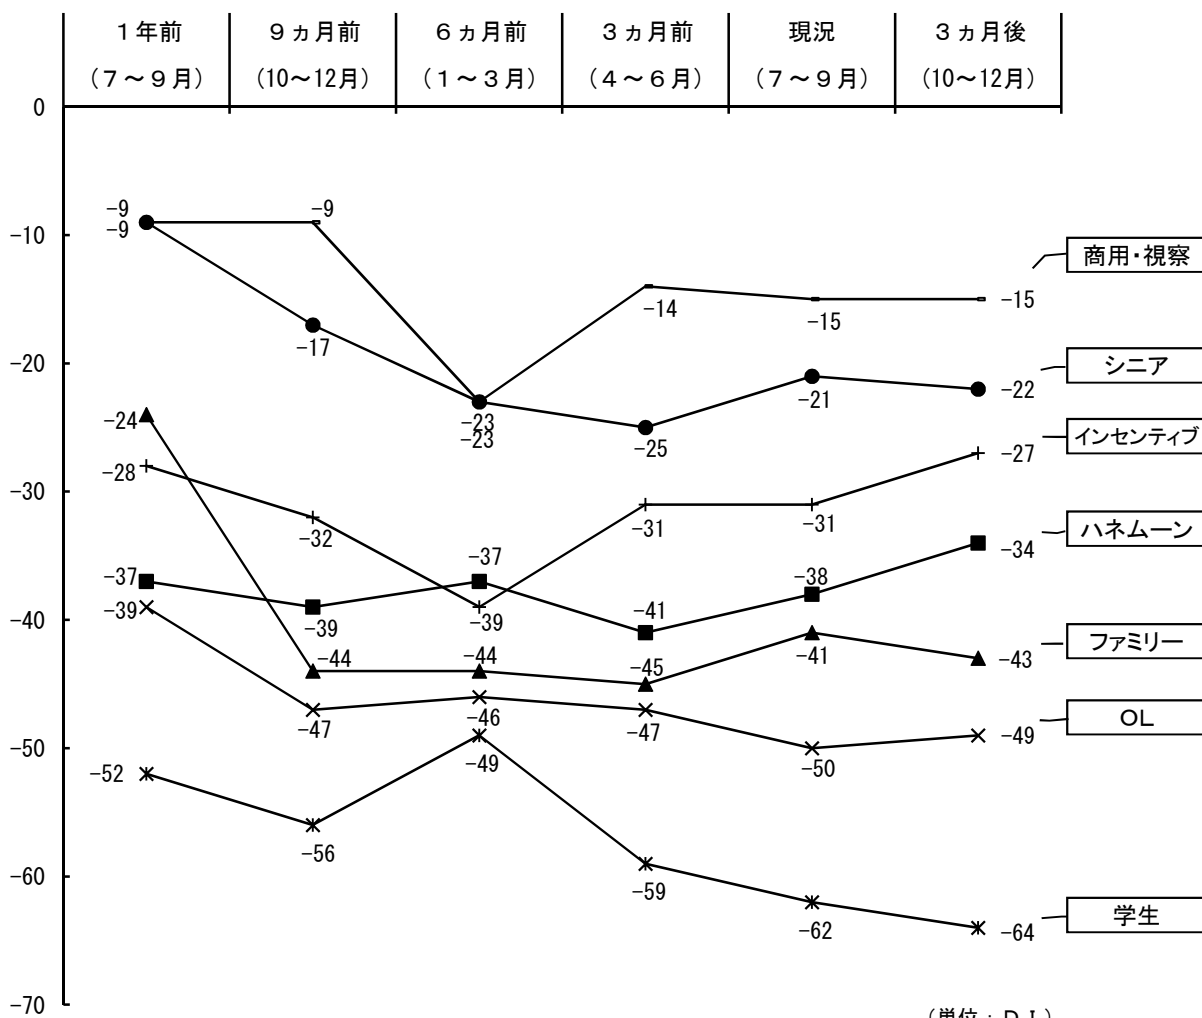 １年前 ９ヵ月前 ６ヵ月前 ３ヵ月前 現況 ３ヵ月後
（７～９月） （10～12月） （１～３月） （４～６月） （７～９月） （10～12月）
0
-10
-20
-30
-40
-50
-60
-70
-9 -9 -23 -14 -15 -15
商用・視察
-9 -17 -23 -25 -21 -22
シニア
-28 -32 -39 -31 -31 -27
インセンティブ
-37 -39 -37 -41 -38 -34
ハネムーン
-24 -44 -44 -45 -41 -43
ファミリー
-39 -47 -46 -47 -50 -49
ＯＬ
-52 -56 -49 -59 -62 -64
学生
（単位：ＤＩ）